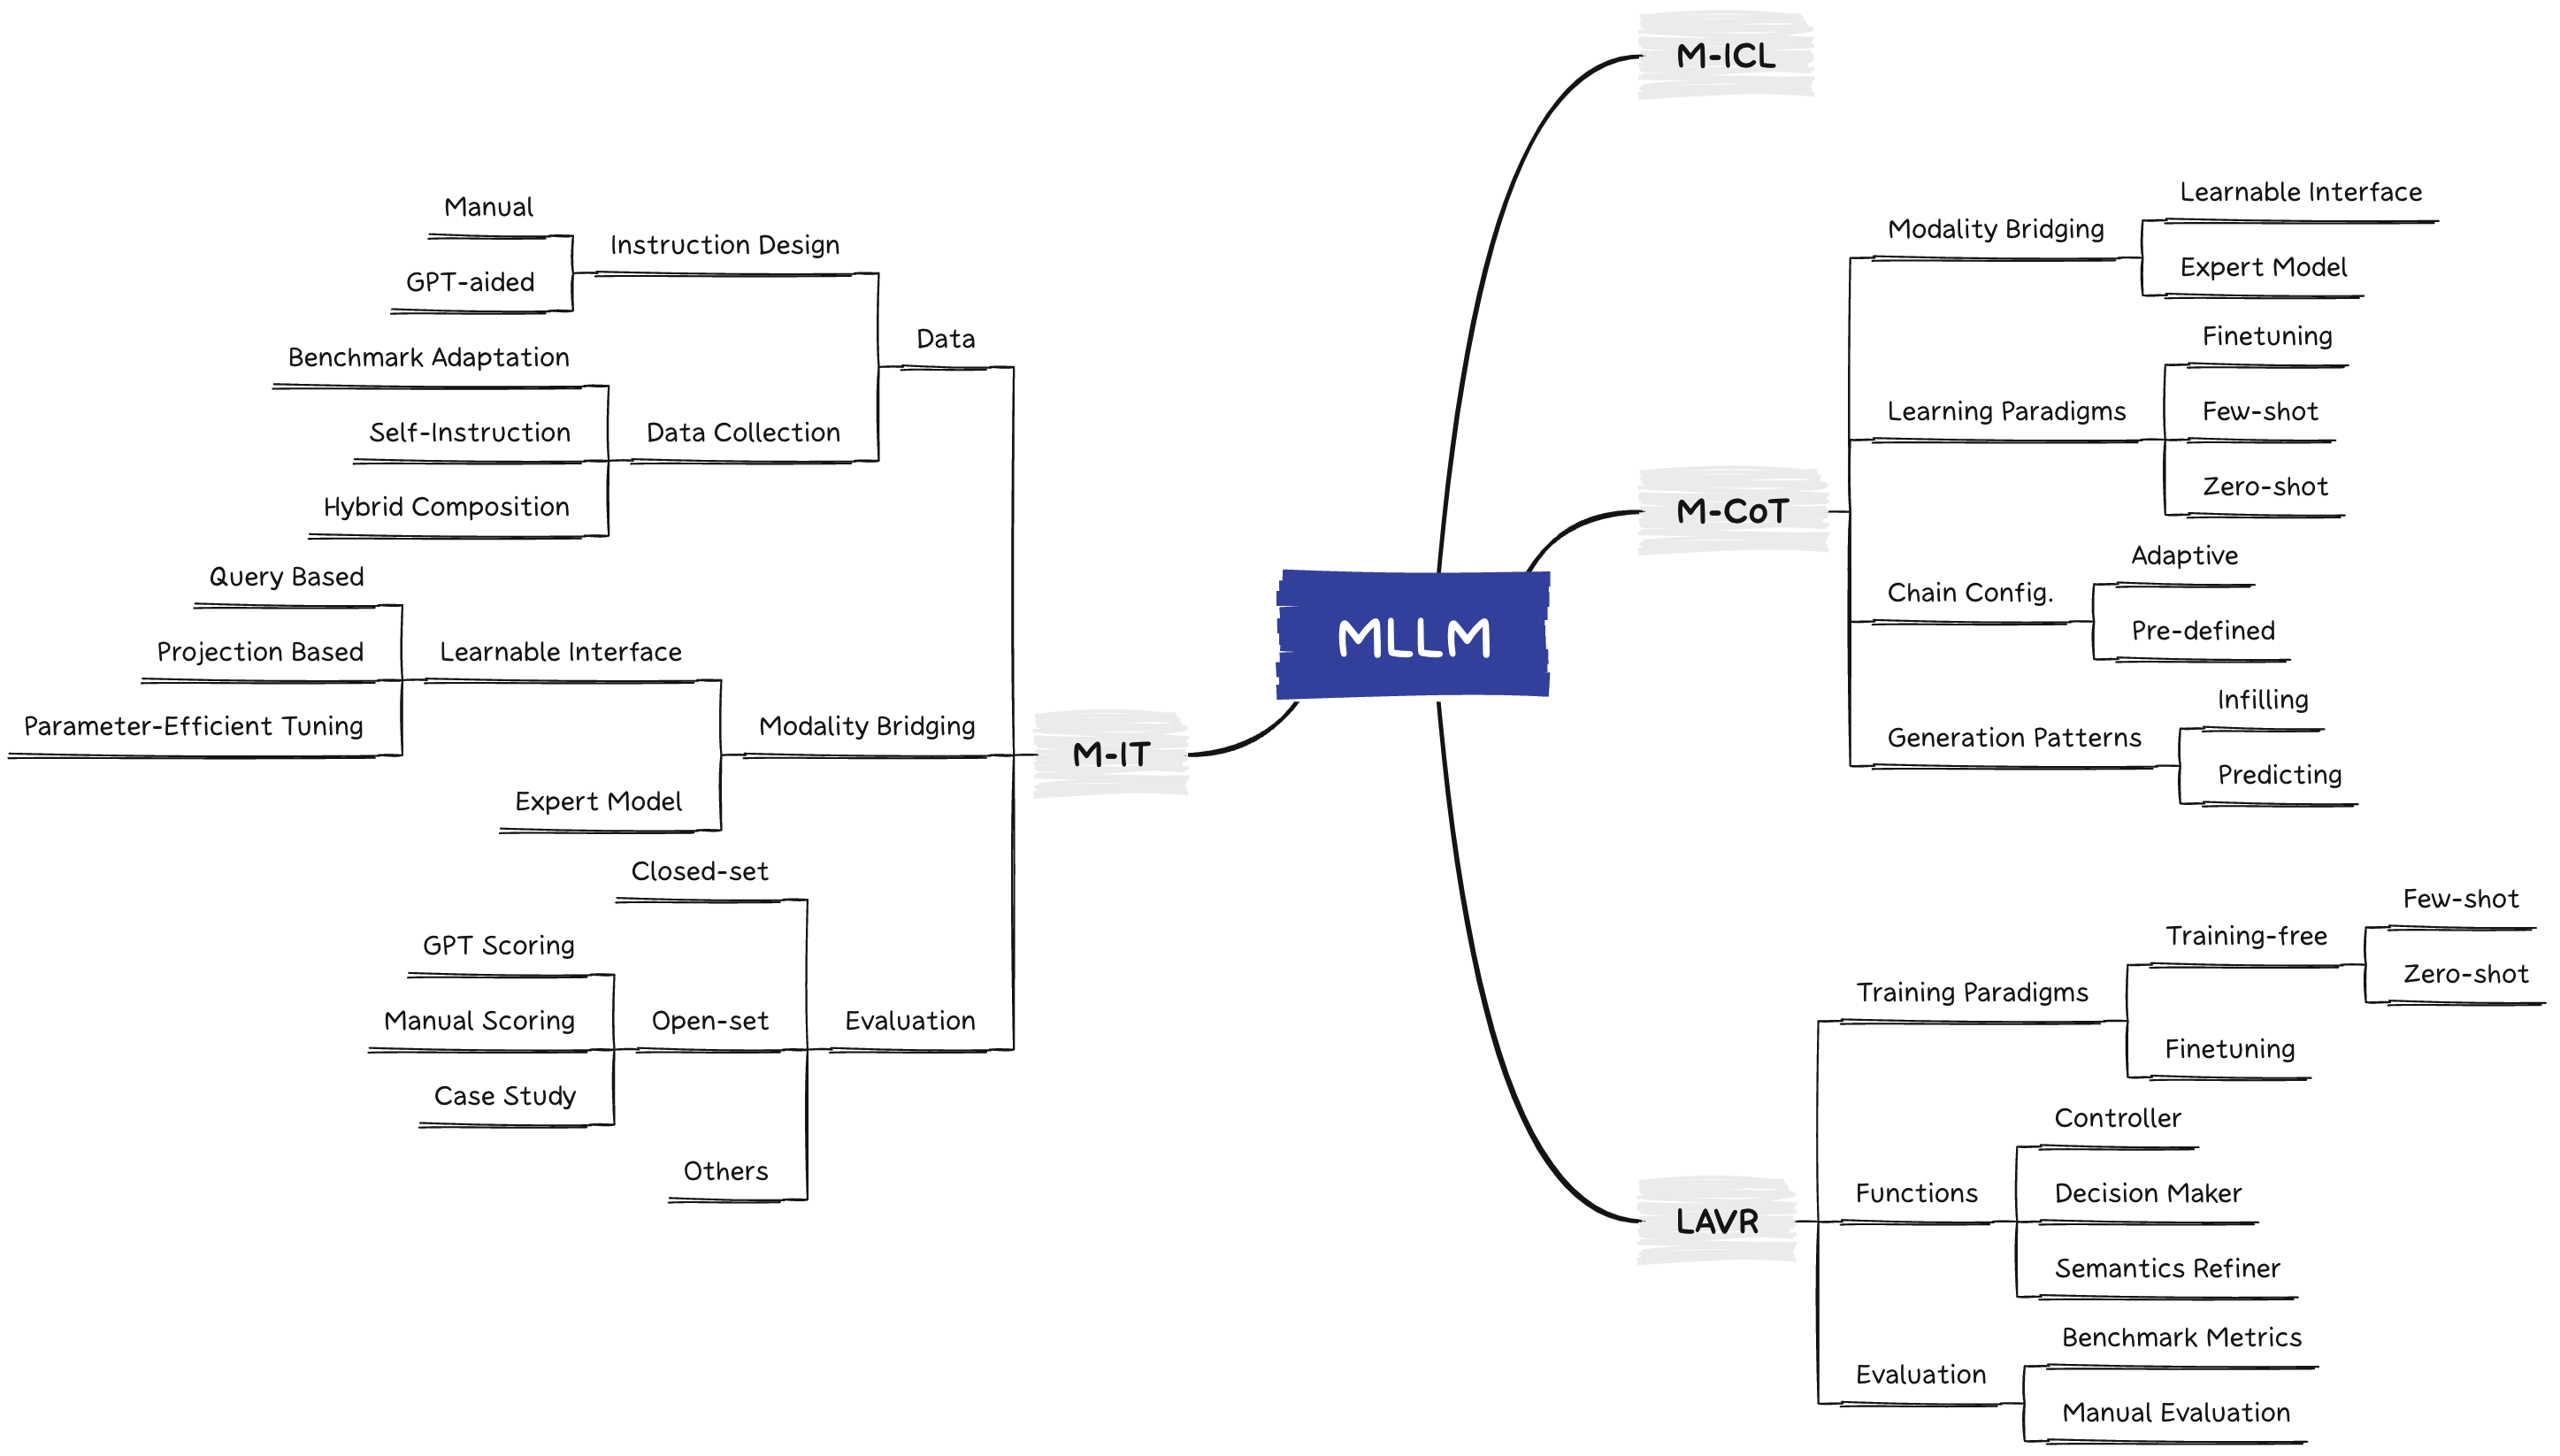 MLLM
M-ICL
M-CoT
Modality Bridging
Learnable Interface
Expert Model
Learning Paradigms
Finetuning
Few-shot
Zero-shot
Chain Config.
Adaptive
Pre-defined
Generation Patterns
Infilling
Predicting
LAVR
Training Paradigms
Training-free
Few-shot
Zero-shot
Finetuning
Functions
Controller
Decision Maker
Semantics Refiner
Evaluation
Benchmark Metrics
Manual Evaluation
M-IT
Data
Instruction Design
Manual
GPT-aided
Data Collection
Benchmark Adaptation
Self-Instruction
Hybrid Composition
Modality Bridging
Learnable Interface
Query Based
Projection Based
Parameter-Efficient Tuning
Expert Model
Evaluation
Closed-set
Open-set
GPT Scoring
Manual Scoring
Case Study
Others